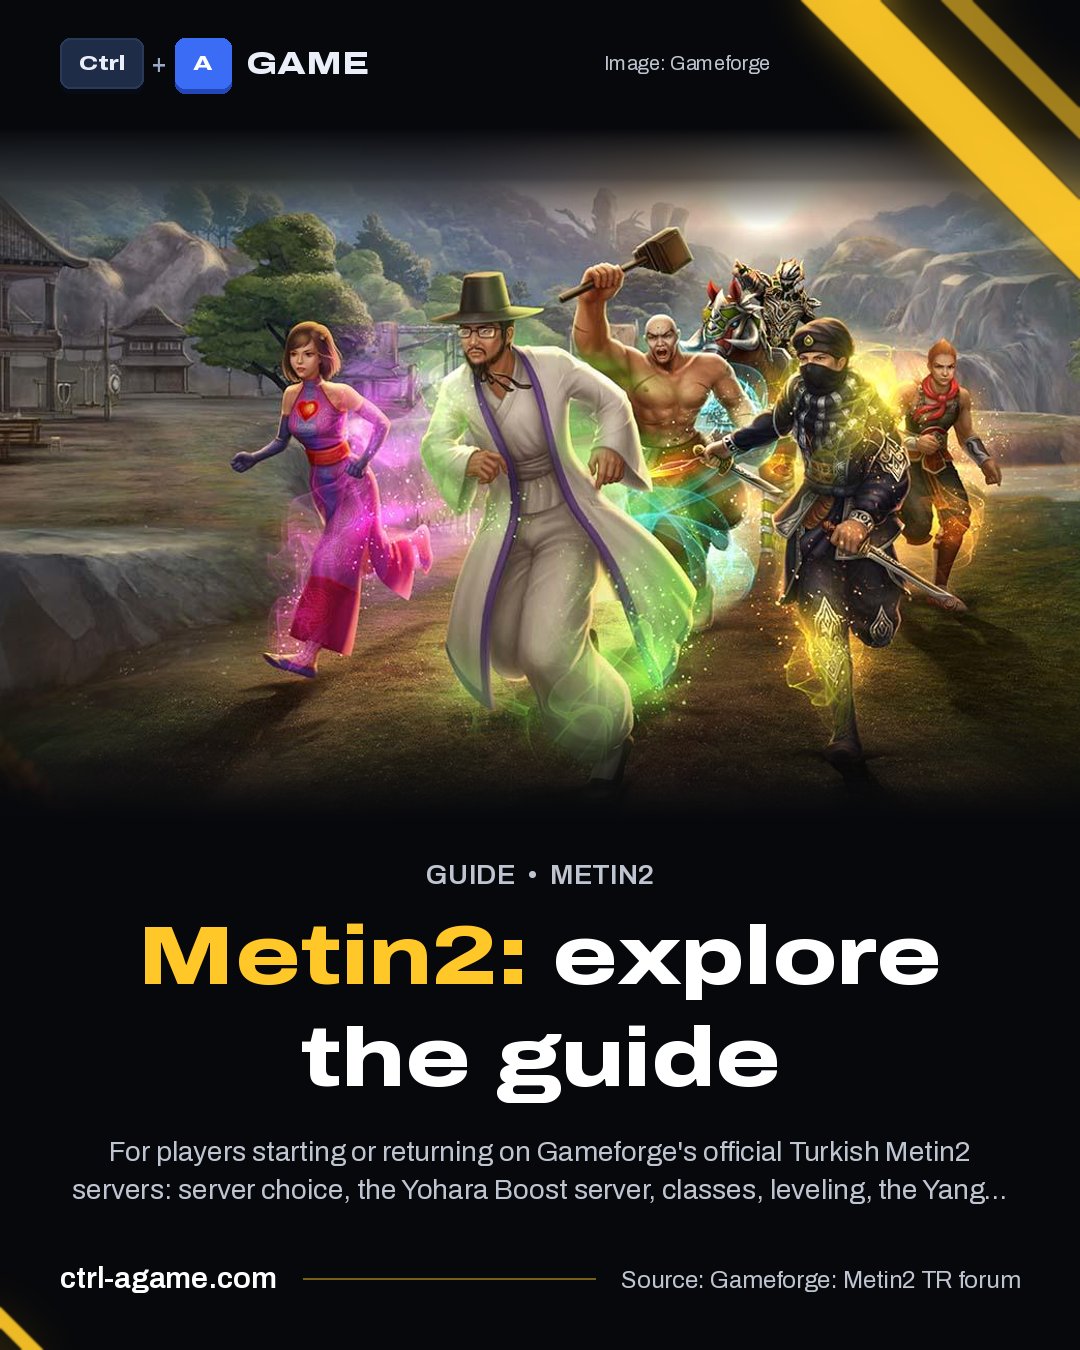 Ctrl + A GAME
Image: Gameforge
GUIDE • METIN2
Metin2: explore
the guide
For players starting or returning on Gameforge's official Turkish Metin2
servers: server choice, the Yohara Boost server, classes, leveling, the Yang...
ctrl-agame.com
Source: Gameforge: Metin2 TR forum